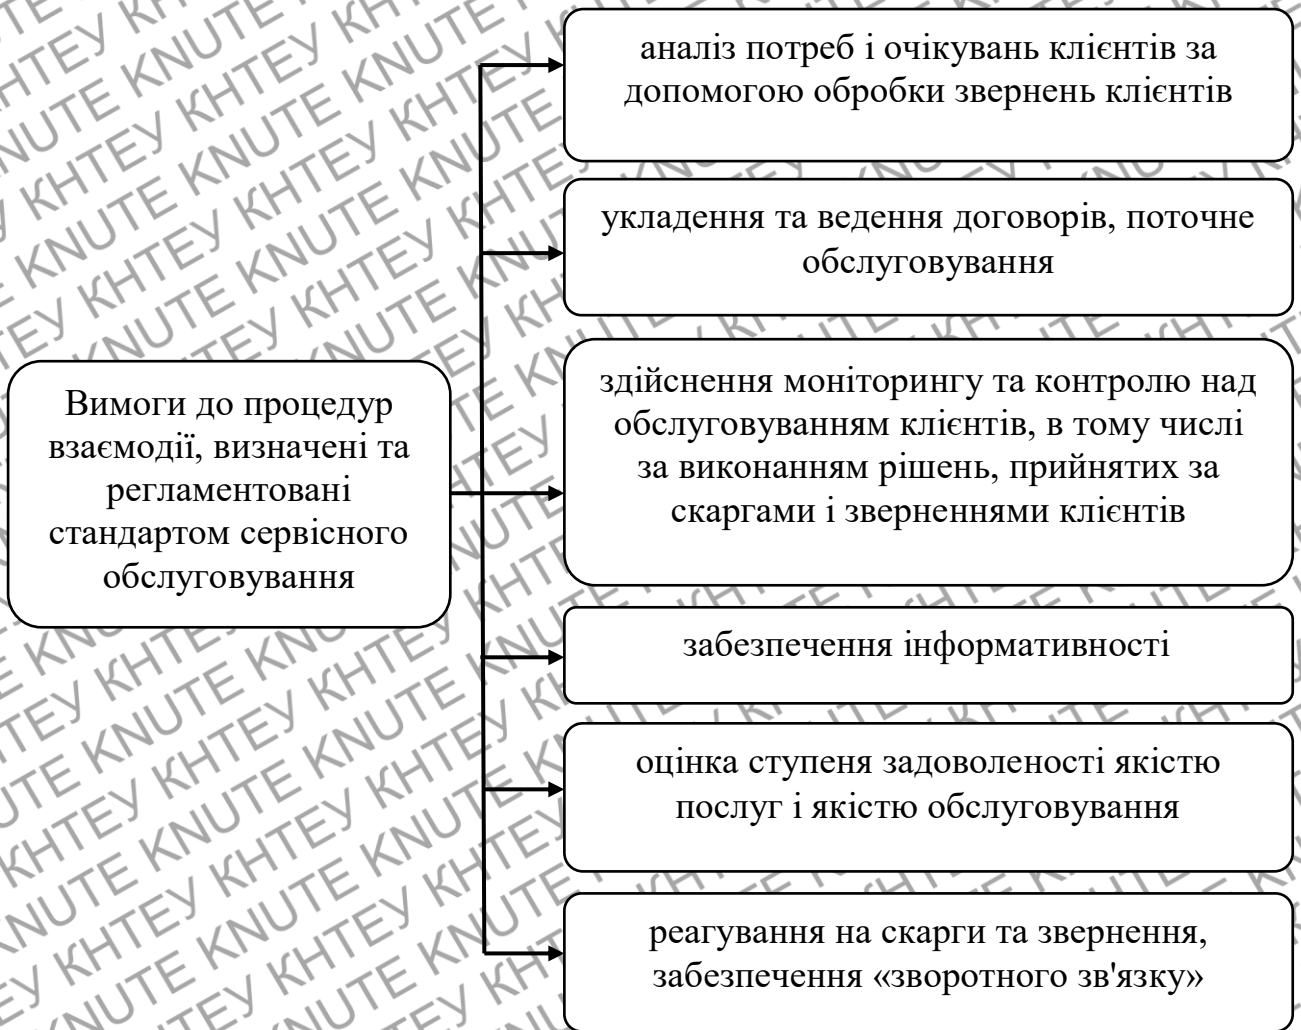 аналіз потреб і очікувань клієнтів за
допомогою обробки звернень клієнтів
укладення та ведення договорів, поточне
обслуговування
Вимоги до процедур
взаємодії, визначені та
регламентовані
стандартом сервісного
обслуговування
здійснення моніторингу та контролю над
обслуговуванням клієнтів, в тому числі
за виконанням рішень, прийнятих за
скаргами і зверненнями клієнтів
забезпечення інформативності
оцінка ступеня задоволеності якістю
послуг і якістю обслуговування
реагування на скарги та звернення,
забезпечення «зворотного зв'язку»